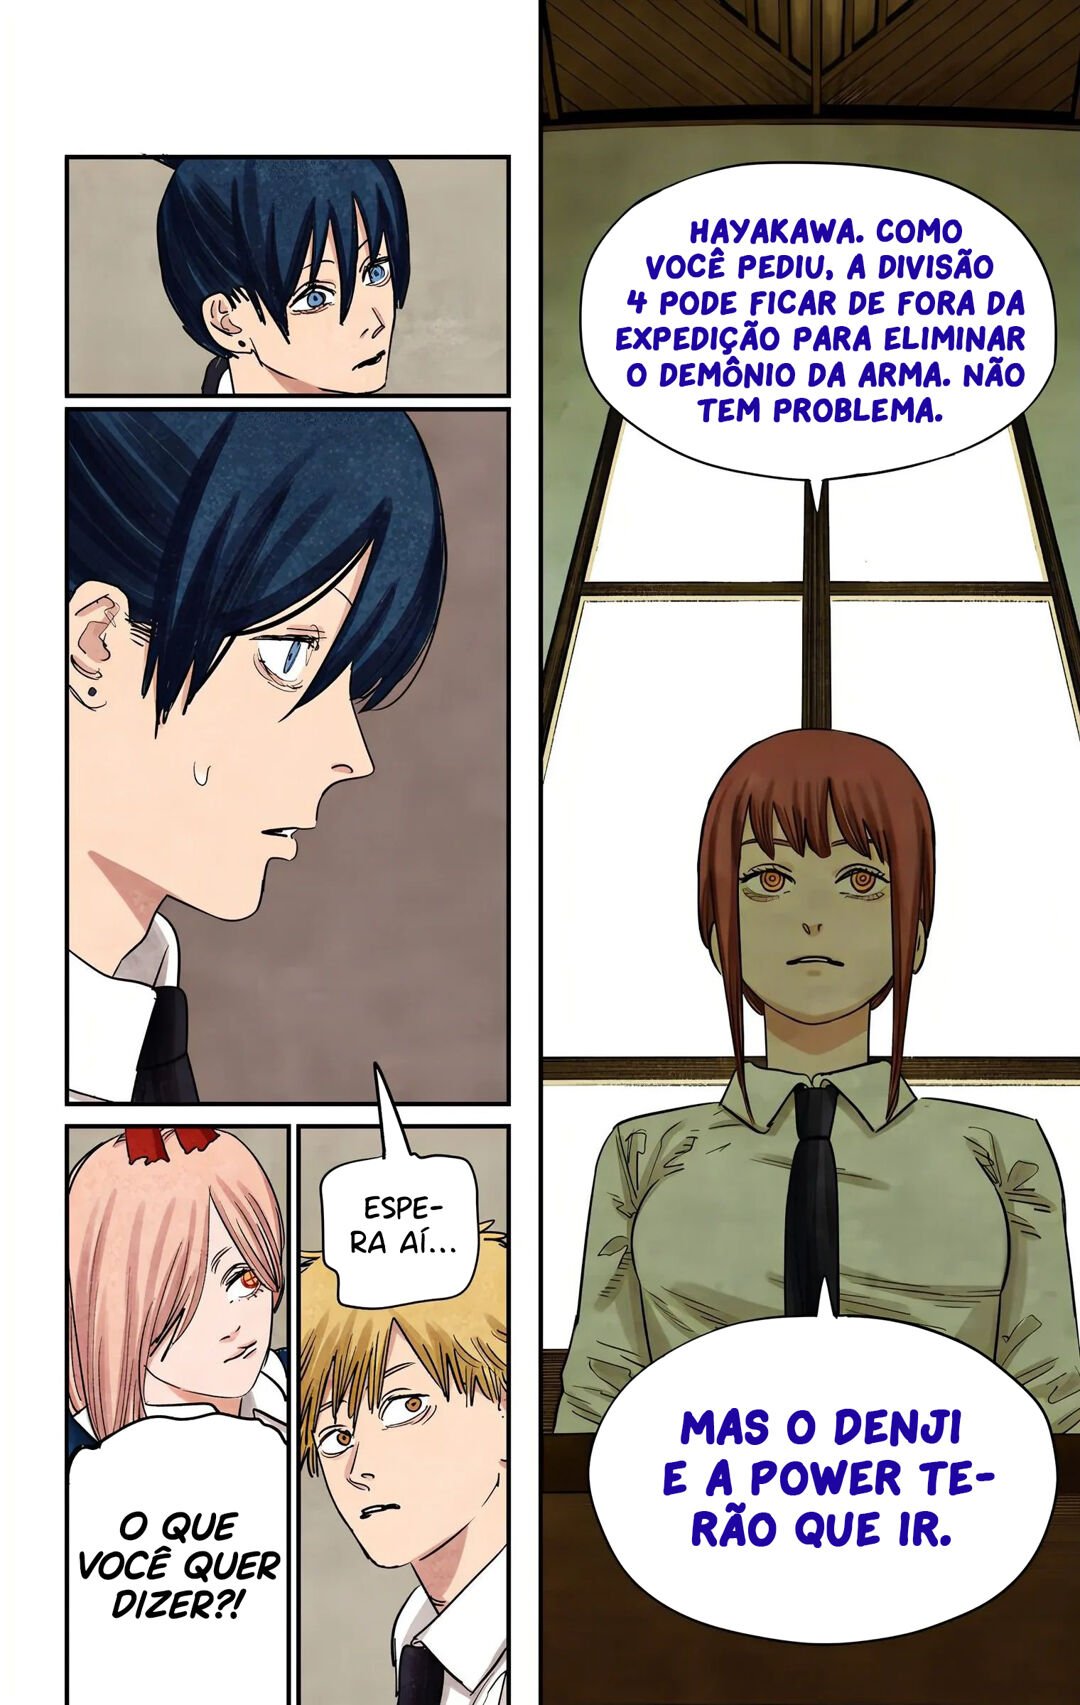 HAYAKAWA. COMO
VOCÊ PEDIU, A DIVISÃO
4 PODE FICAR DE FORA DA
EXPEDIÇÃO PARA ELIMINAR
O DEMÔNIO DA ARMA. NÃO
TEM PROBLEMA.
MAS O DENJI
E A POWER TE-
RÃO QUE IR.
ESPE-
RA AÍ...
O QUE
VOCÊ QUER
DIZER?!